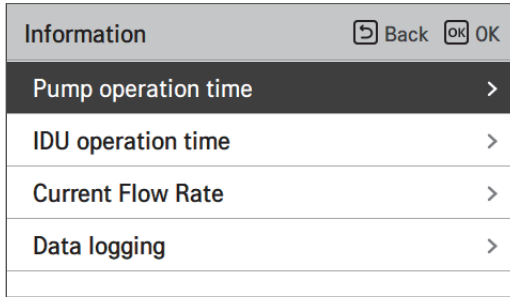 Information Back OK OK
Pump operation time
IDU operation time
Current Flow Rate
Data logging